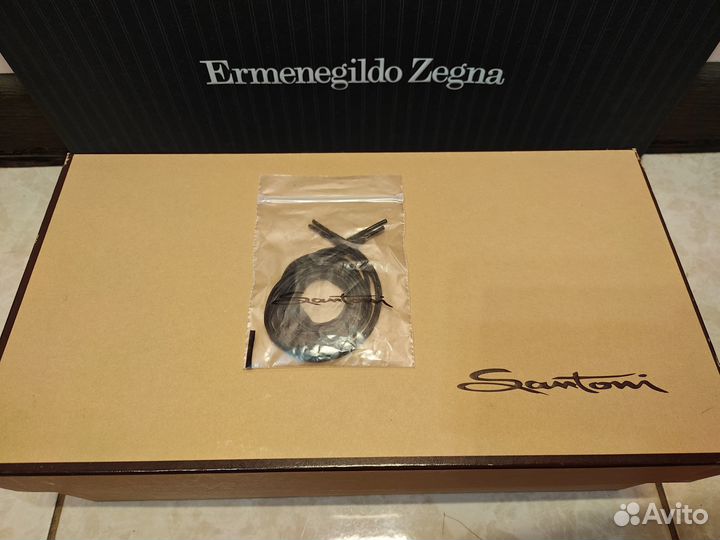 Ermenegildo Zegna
Santoni
Santoni
Avito